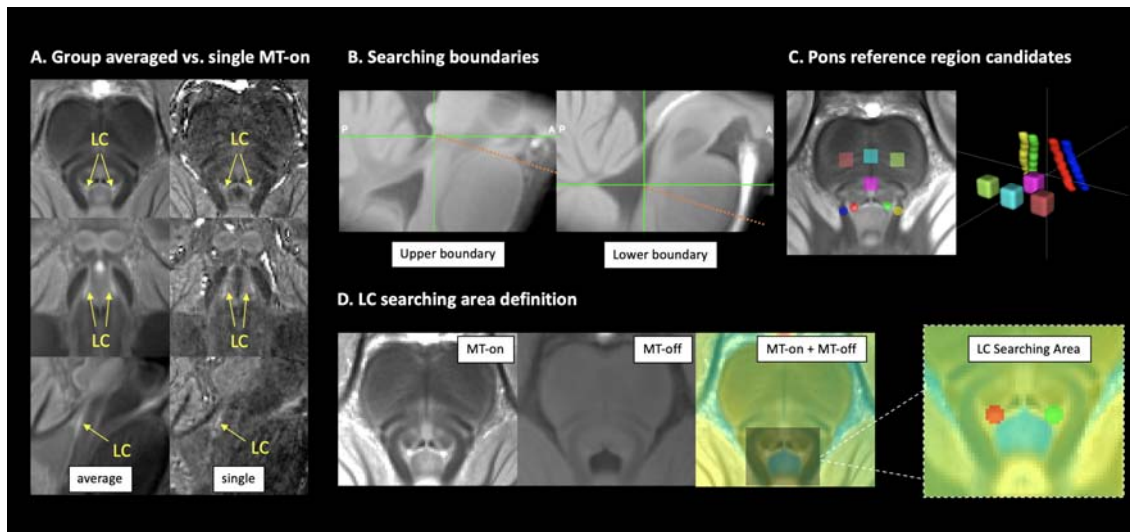 A. Group averaged vs. single MT-on
LC
LC
LC
LC
LC
LC
average
single
B. Searching boundaries
P
A
P
A
Upper boundary
Lower boundary
C. Pons reference region candidates
D. LC searching area definition
MT-on
MT-off
MT-on + MT-off
LC Searching Area